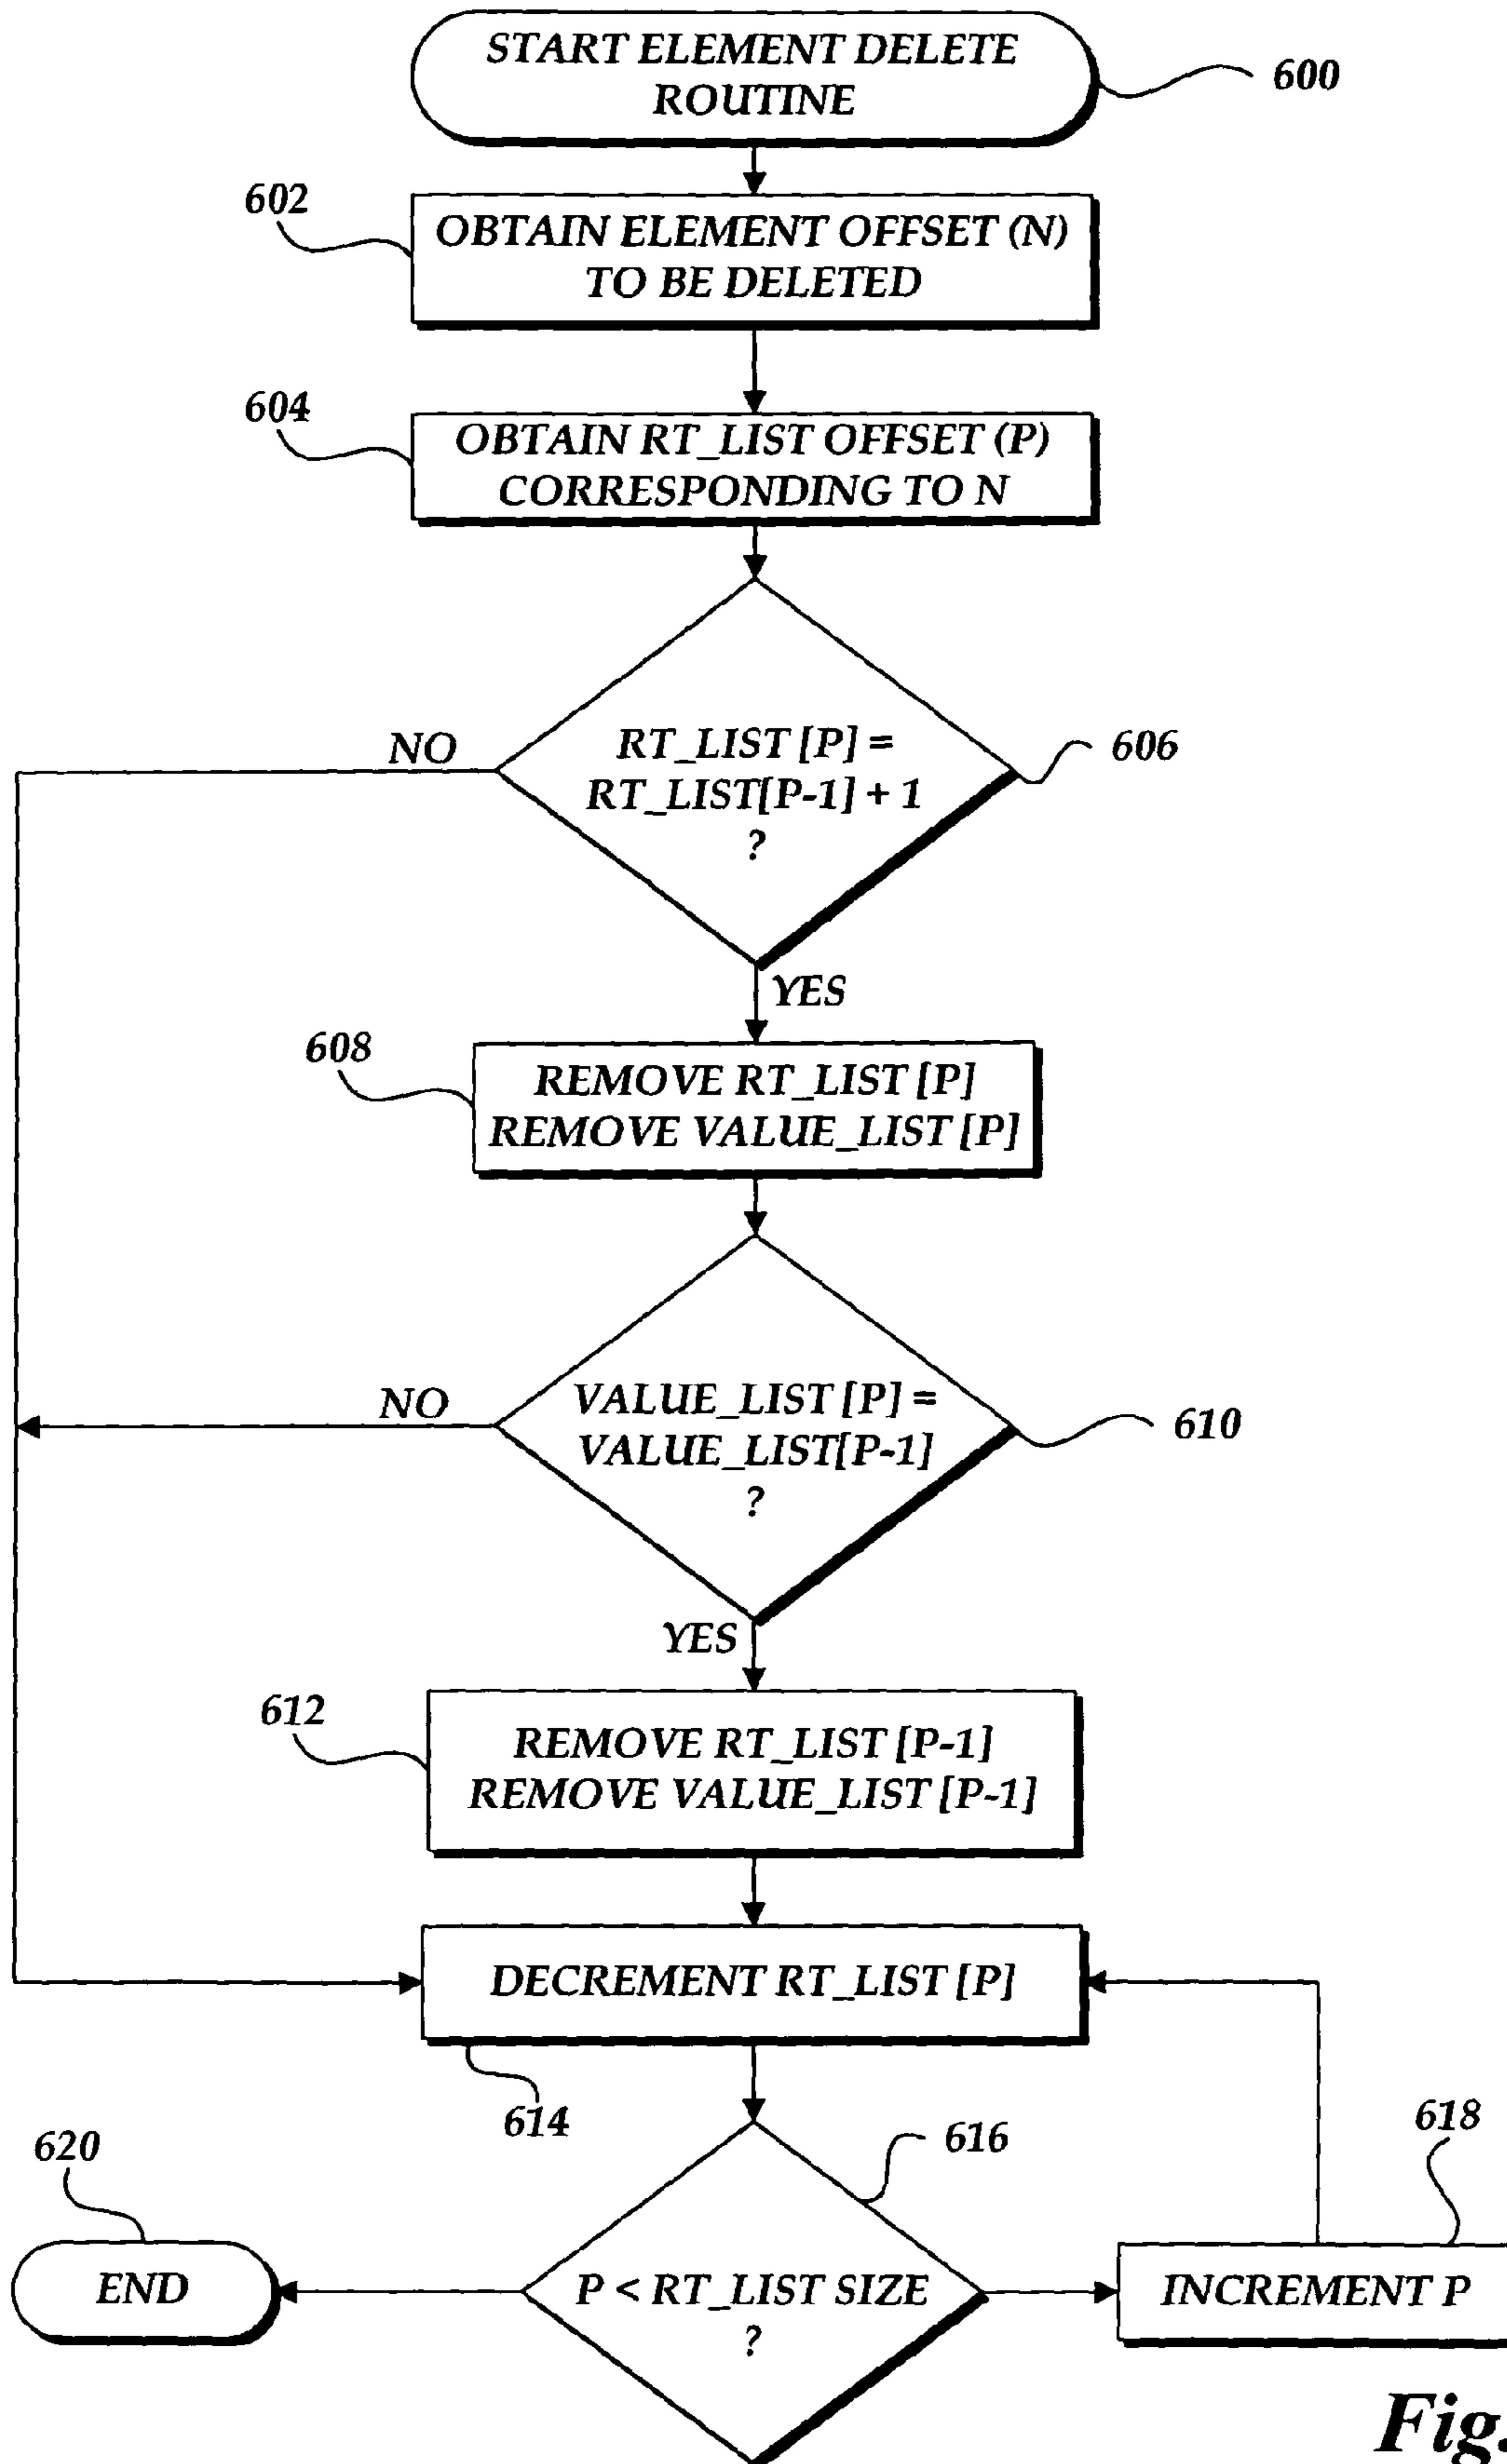 START ELEMENT DELETE
ROUTINE
600
602
OBTAIN ELEMENT OFFSET (N)
TO BE DELETED
604
OBTAIN RT_LIST OFFSET (P)
CORRESPONDING TO N
NO
RT_LIST [P] =
RT_LIST[P-1] + 1
?
606
YES
608
REMOVE RT_LIST [P]
REMOVE VALUE_LIST [P]
NO
VALUE_LIST [P] =
VALUE_LIST[P-1]
?
610
YES
612
REMOVE RT_LIST [P-1]
REMOVE VALUE_LIST [P-1]
DECREMENT RT_LIST [P]
614
616
618
620
END
P < RT_LIST SIZE
?
INCREMENT P
Fig.